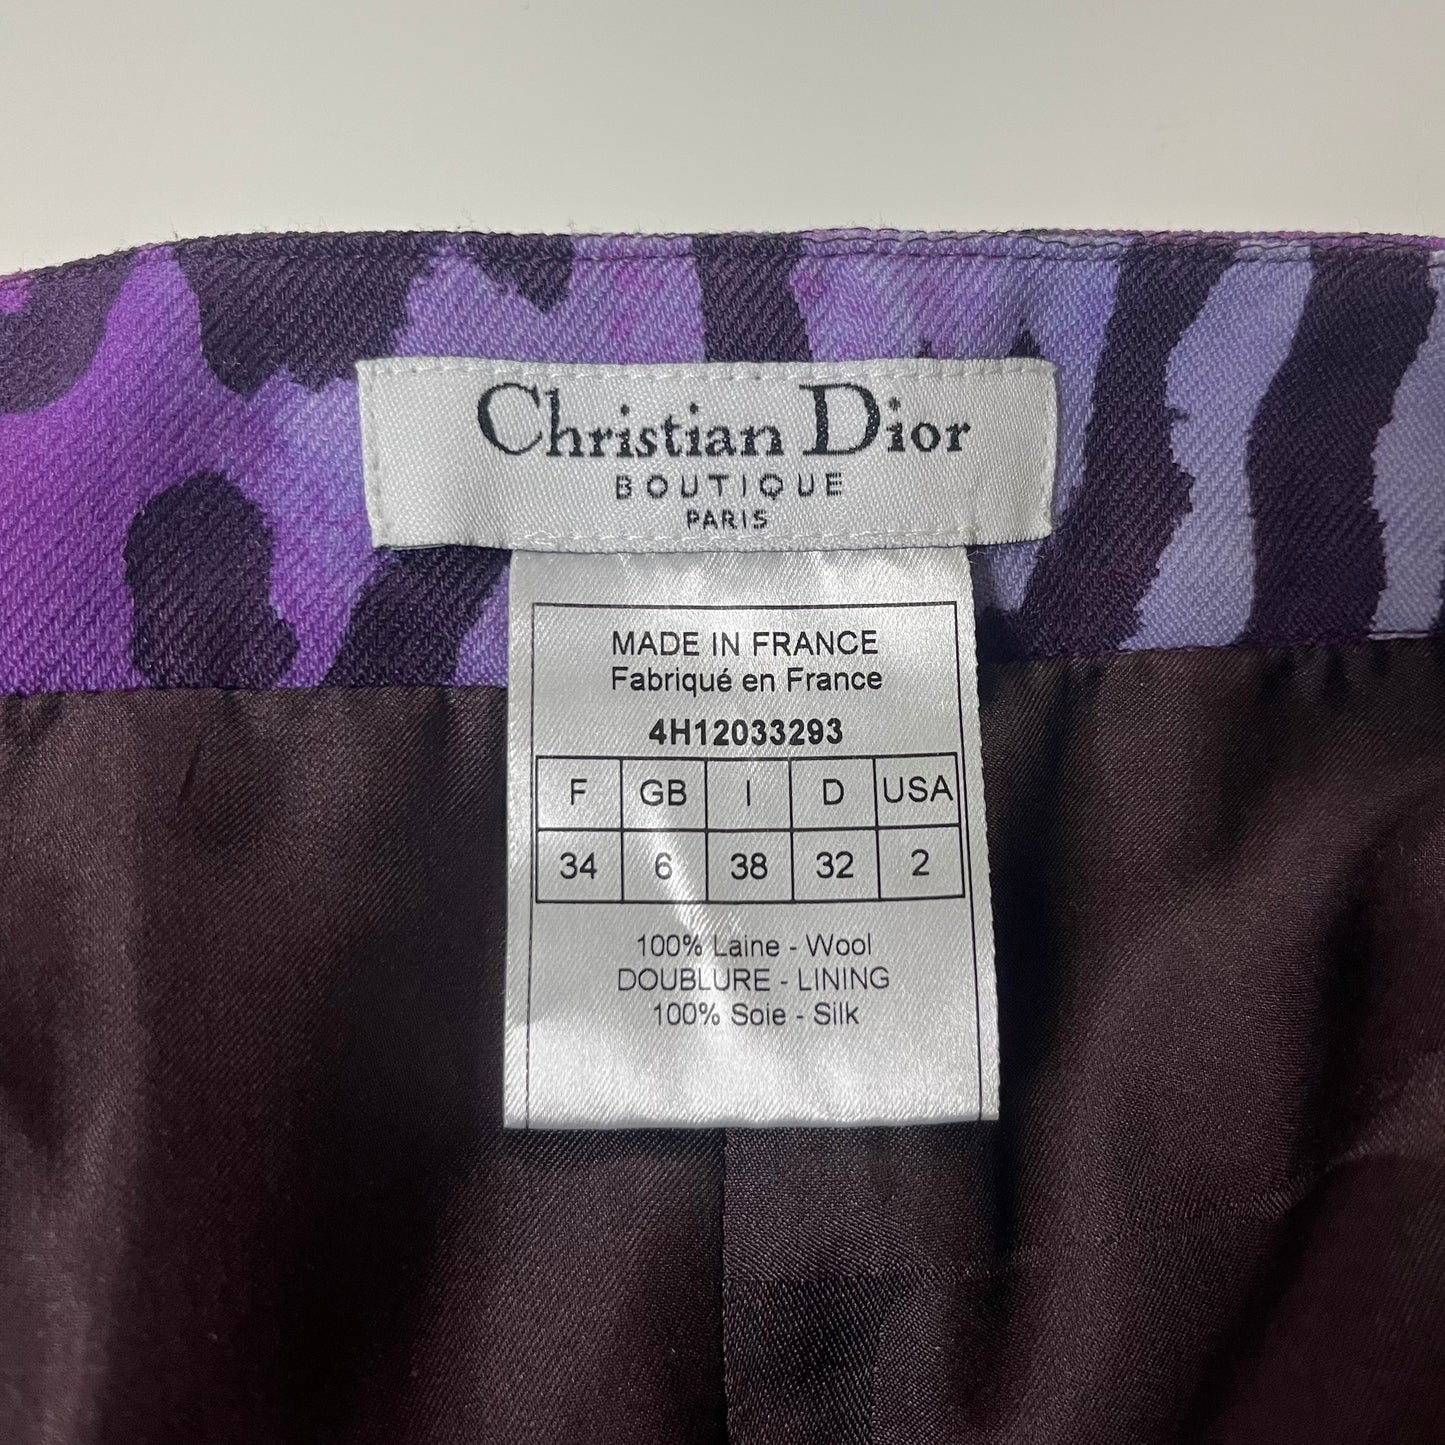 Christian Dior
BOUTIQUE
PARIS
MADE IN FRANCE
Fabriqué en France
4H12033293
F GB I D USA
34 6 38 32 2
100% Laine - Wool
DOUBLURE - LINING
100% Soie - Silk